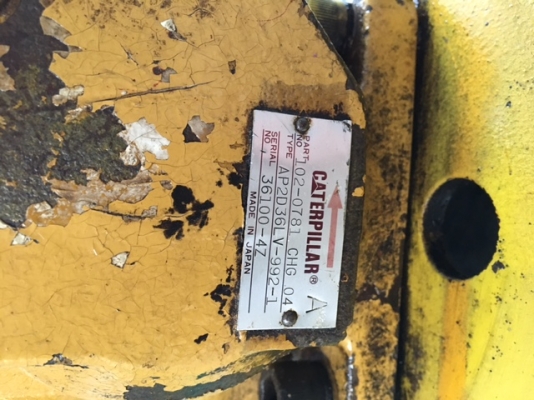 A
CATERPILLAR®
PART NO 102-0781 CHG 04
TYPE AP2D36LV-992-1
SERIAL NO 36100-4Z
MADE IN JAPAN